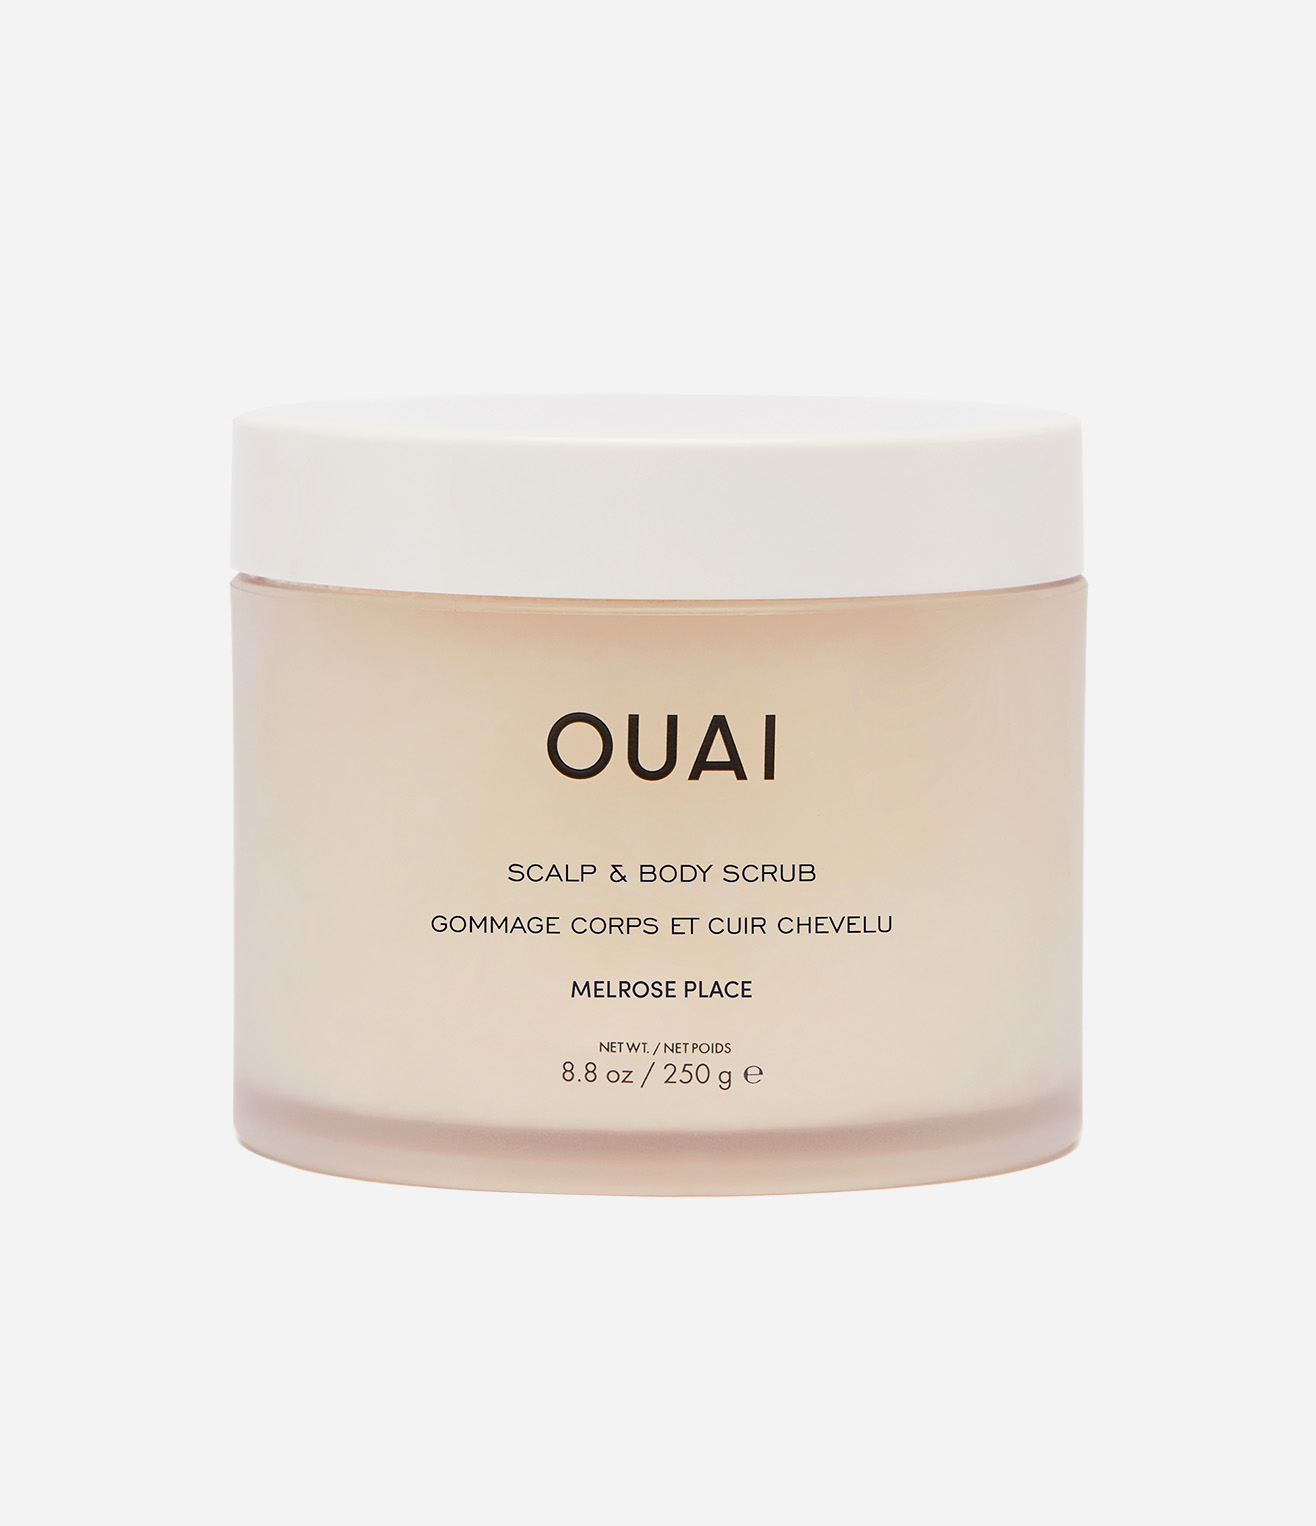 OUAI
SCALP & BODY SCRUB
GOMMAGE CORPS ET CUIR CHEVELU
MELROSE PLACE
NET WT. / NET POIDS
8.8 oz / 250 g ℮